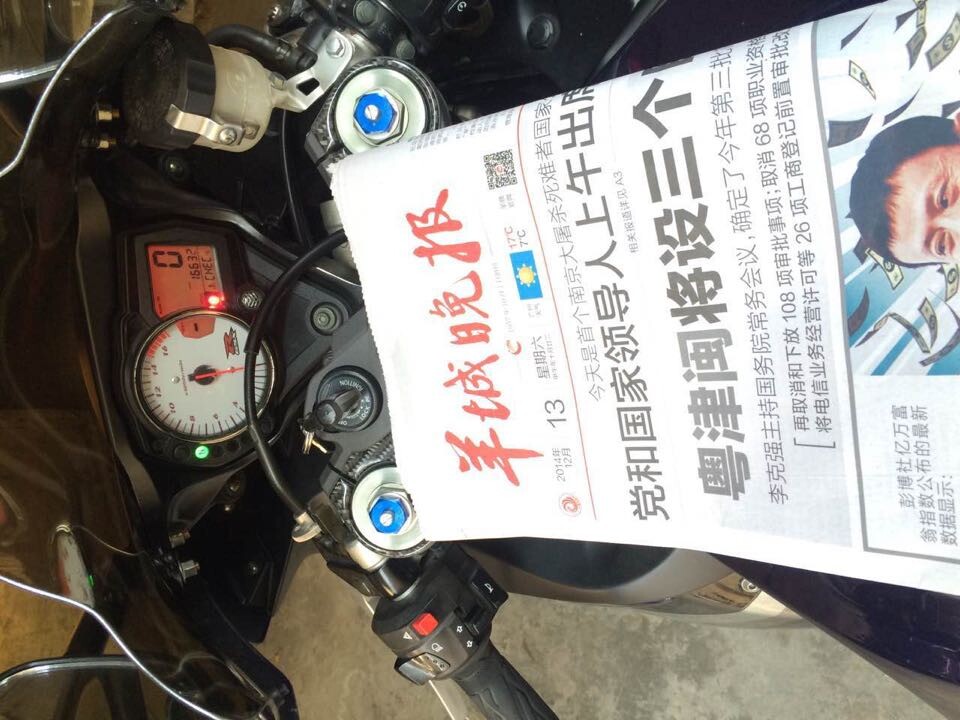 羊城晚报
2014年
12月
13
星期六
17℃
7℃
今天是首个南京大屠杀死难者国家
党和国家领导人上午出席
相关报道详见A3
粤津闽将设三个
李克强主持国务院常务会议,确定了今年第三批
再取消和下放108项审批事项;取消68项职业资格
将电信业务经营许可等26项工商登记前置审批改
彭博社亿万富
翁指数公布的最新
数据显示:
0
16632
CHEC
IGNITION